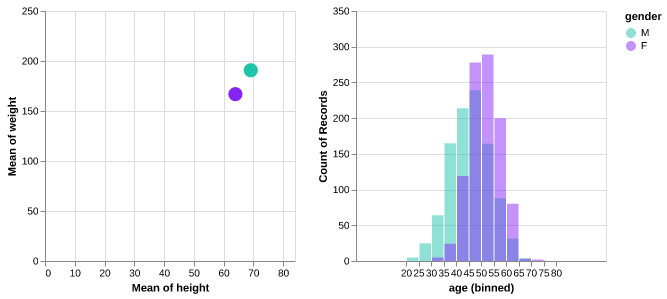 250
200
150
100
50
0
0 10 20 30 40 50 60 70 80
Mean of height
Mean of weight
350
300
250
200
150
100
50
0
20 25 30 35 40 45 50 55 60 65 70 75 80
age (binned)
Count of Records
gender
M
F